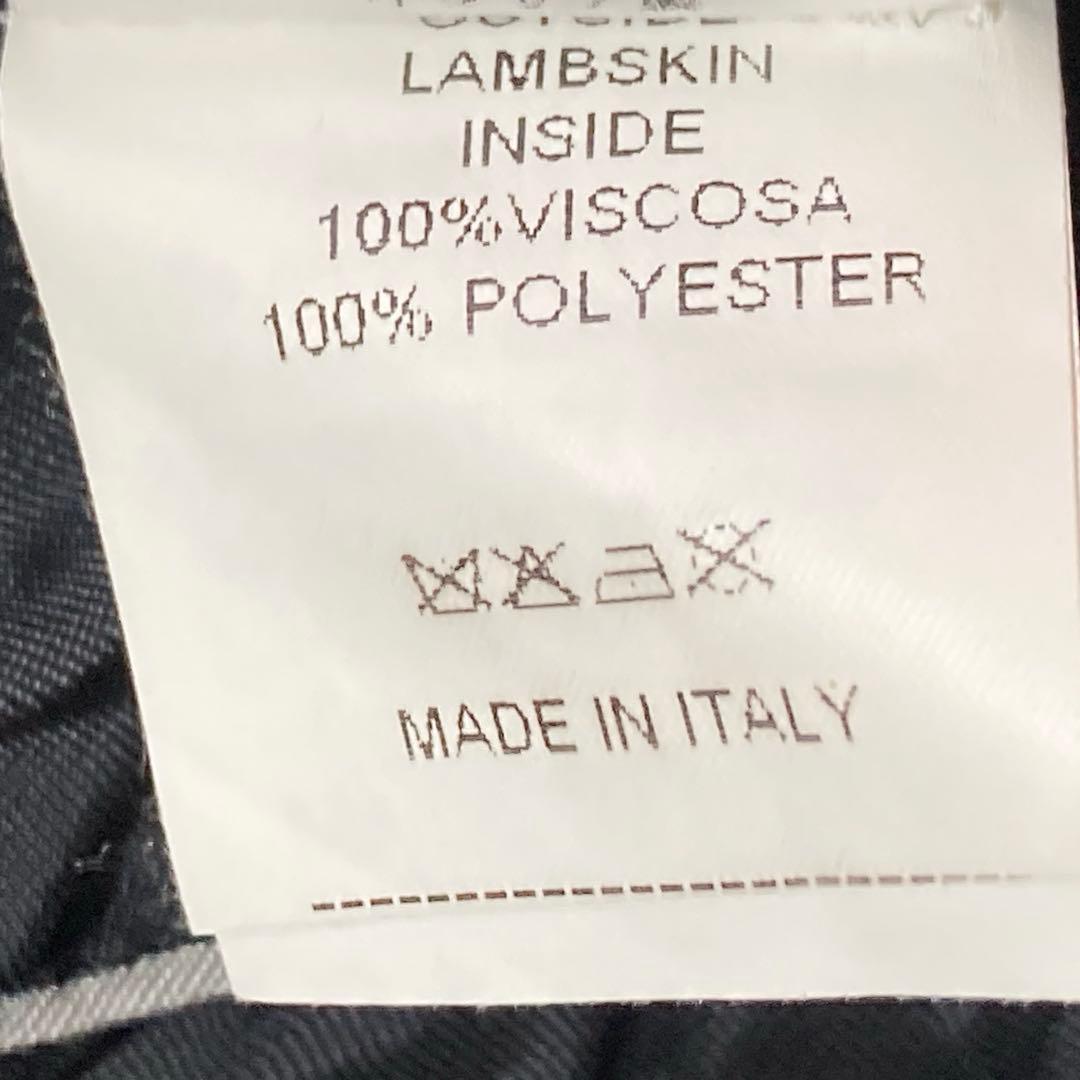 LAMBSKIN
INSIDE
100%VISCOSA
100% POLYESTER
MADE IN ITALY